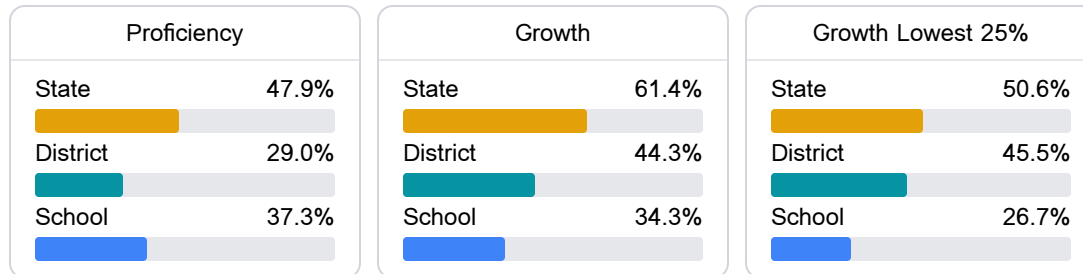 Proficiency
State 47.9%
District 29.0%
School 37.3%
Growth
State 61.4%
District 44.3%
School 34.3%
Growth Lowest 25%
State 50.6%
District 45.5%
School 26.7%